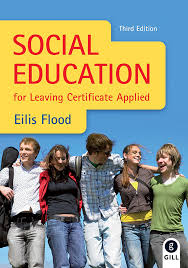 Third Edition
SOCIAL
EDUCATION
for Leaving Certificate Applied
Eilis Flood
g
GILL